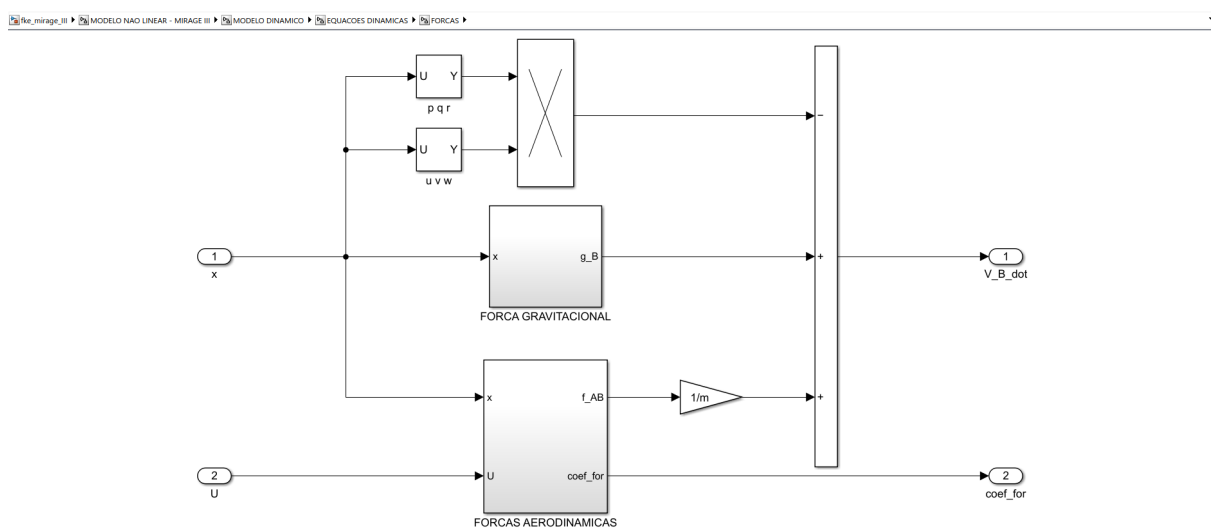 fke_mirage_III ▶ MODELO NAO LINEAR - MIRAGE III ▶ MODELO DINAMICO ▶ EQUACOES DINAMICAS ▶ FORCAS ▶
U Y
p q r
U Y
u v w
−
1
x
x
g_B
FORCA GRAVITACIONAL
+
1
V_B_dot
x
f_AB
1/m
+
2
U
U
coef_for
FORCAS AERODINAMICAS
2
coef_for